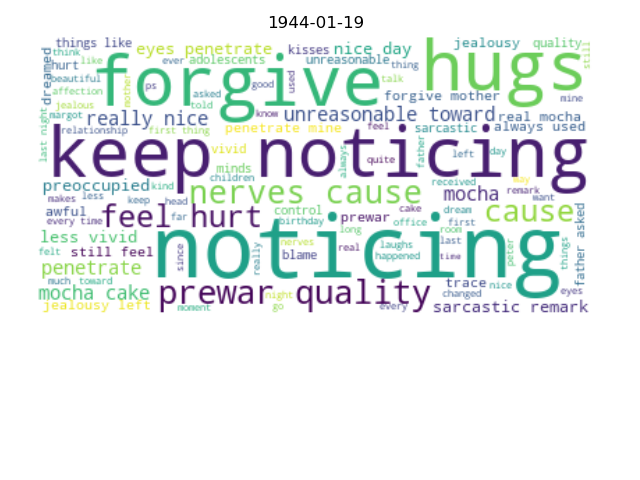 1944-01-19
things like
eyes penetrate
kisses
nice day
jealousy
quality
still
dreamed
think
like
ever
adolescents
unreasonable
thing
hurt
forgive
hugs
beautiful
mother
ps
asked
good
used
talk
forgive mother
mine
affection
jealous
told
margot
really nice
know
unreasonable toward
real mocha
last night
relationship
first thing
penetrate mine
feel
sarcastic
always used
keep noticing
vivid
always
quite
father
left
day
minds
children
preoccupied
kind
nerves cause
received
way
mocha
remark
want
makes
less
keep
head
control
father
cake
dream
cause
awful
feel hurt
prewar
office
first
every time
far
birthday
long
room
less vivid
noticing
laughs
last
things
father asked
felt
still feel
since
really
nerves
real
happened
time
peter
penetrate
blame
much
toward
trace
nice
eyes
mocha cake
prewar quality
night
changed
jealousy left
moment
go
every
sarcastic remark